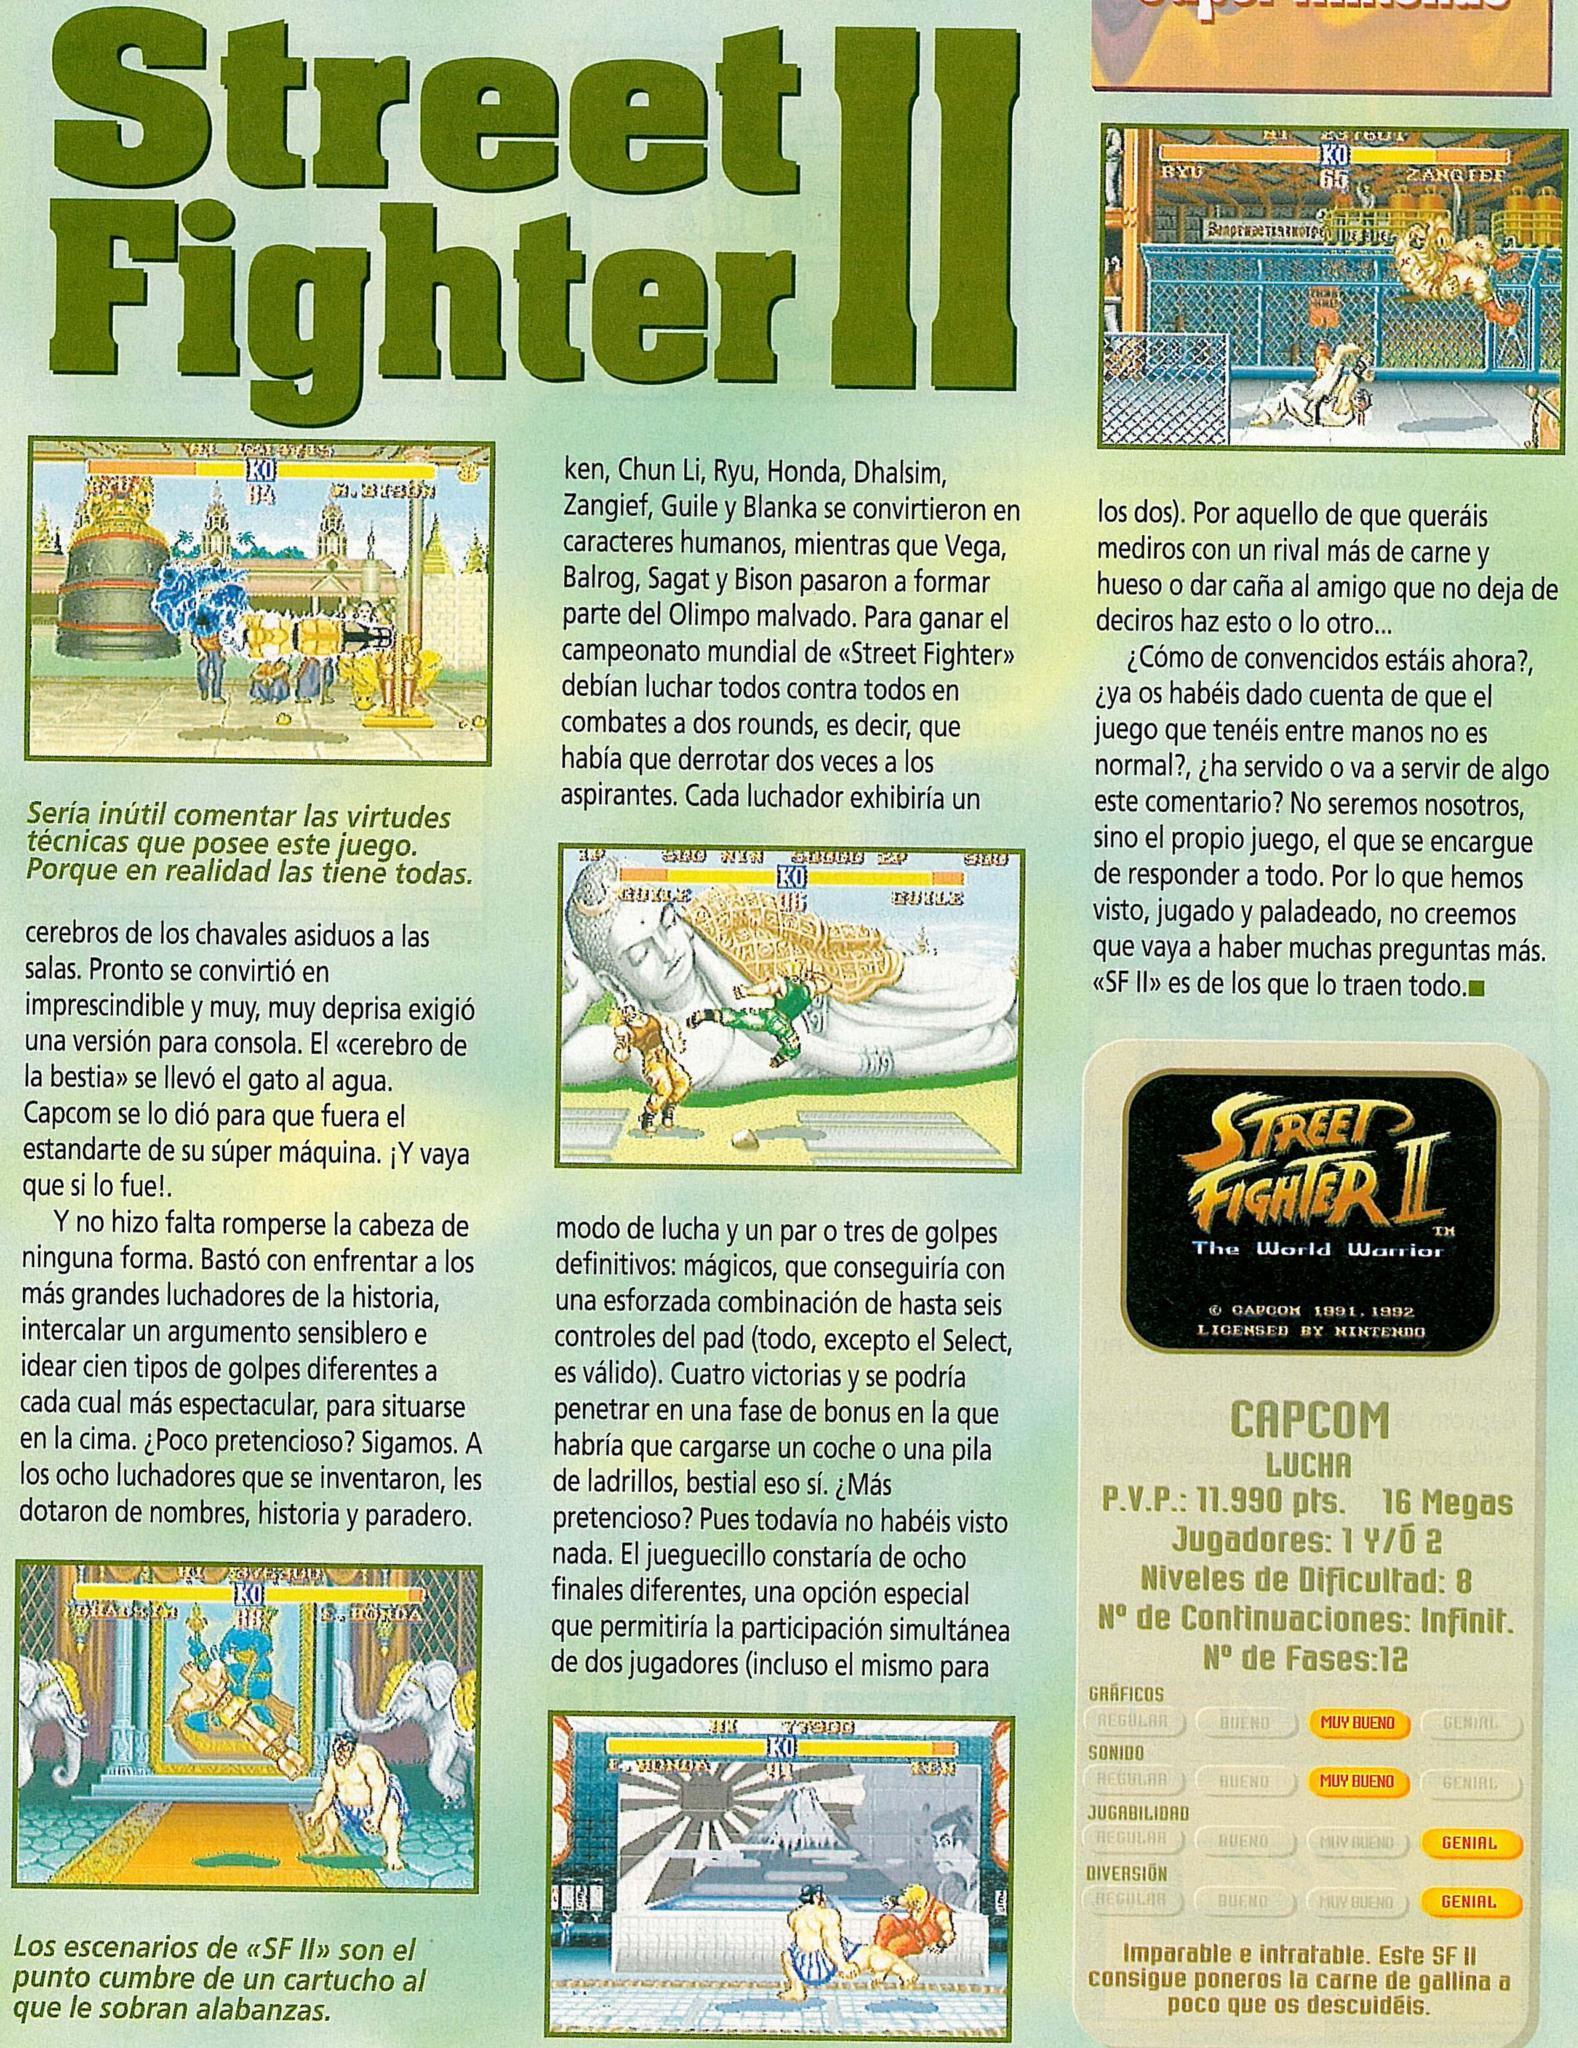 Street
Fighter II
Super Nintendo
KO
84
M. BISON
Sería inútil comentar las virtudes
técnicas que posee este juego.
Porque en realidad las tiene todas.
cerebros de los chavales asiduos a las
salas. Pronto se convirtió en
imprescindible y muy, muy deprisa exigió
una versión para consola. El «cerebro de
la bestia» se llevó el gato al agua.
Capcom se lo dió para que fuera el
estandarte de su súper máquina. ¡Y vaya
que si lo fue!.
Y no hizo falta romperse la cabeza de
ninguna forma. Bastó con enfrentar a los
más grandes luchadores de la historia,
intercalar un argumento sensiblero e
idear cien tipos de golpes diferentes a
cada cual más espectacular, para situarse
en la cima. ¿Poco pretencioso? Sigamos. A
los ocho luchadores que se inventaron, les
dotaron de nombres, historia y paradero.
KO
DHALSIM
E. HONDA
Los escenarios de «SF II» son el
punto cumbre de un cartucho al
que le sobran alabanzas.
ken, Chun Li, Ryu, Honda, Dhalsim,
Zangief, Guile y Blanka se convirtieron en
caracteres humanos, mientras que Vega,
Balrog, Sagat y Bison pasaron a formar
parte del Olimpo malvado. Para ganar el
campeonato mundial de «Street Fighter»
debían luchar todos contra todos en
combates a dos rounds, es decir, que
había que derrotar dos veces a los
aspirantes. Cada luchador exhibiría un
KO
GUILE
GUILE
modo de lucha y un par o tres de golpes
definitivos: mágicos, que conseguiría con
una esforzada combinación de hasta seis
controles del pad (todo, excepto el Select,
es válido). Cuatro victorias y se podría
penetrar en una fase de bonus en la que
habría que cargarse un coche o una pila
de ladrillos, bestial eso sí. ¿Más
pretencioso? Pues todavía no habéis visto
nada. El jueguecillo constaría de ocho
finales diferentes, una opción especial
que permitiría la participación simultánea
de dos jugadores (incluso el mismo para
KO
E. HONDA
KEN
KO
RYU
65
ZANGIEF
los dos). Por aquello de que queráis
mediros con un rival más de carne y
hueso o dar caña al amigo que no deja de
deciros haz esto o lo otro...
¿Cómo de convencidos estáis ahora?,
¿ya os habéis dado cuenta de que el
juego que tenéis entre manos no es
normal?, ¿ha servido o va a servir de algo
este comentario? No seremos nosotros,
sino el propio juego, el que se encargue
de responder a todo. Por lo que hemos
visto, jugado y paladeado, no creemos
que vaya a haber muchas preguntas más.
«SF II» es de los que lo traen todo.■
STREET
FIGHTER II TM
The World Warrior
© CAPCOM 1991, 1992
LICENSED BY NINTENDO
CAPCOM
LUCHA
P.V.P.: 11.990 pts. 16 Megas
Jugadores: 1 Y/Ó 2
Niveles de Dificultad: 8
Nº de Continuaciones: Infinit.
Nº de Fases:12
GRÁFICOS
REGULAR BUENO MUY BUENO GENIAL
SONIDO
REGULAR BUENO MUY BUENO GENIAL
JUGABILIDAD
REGULAR BUENO MUY BUENO GENIAL
DIVERSIÓN
REGULAR BUENO MUY BUENO GENIAL
Imparable e intratable. Este SF II
consigue poneros la carne de gallina a
poco que os descuidéis.